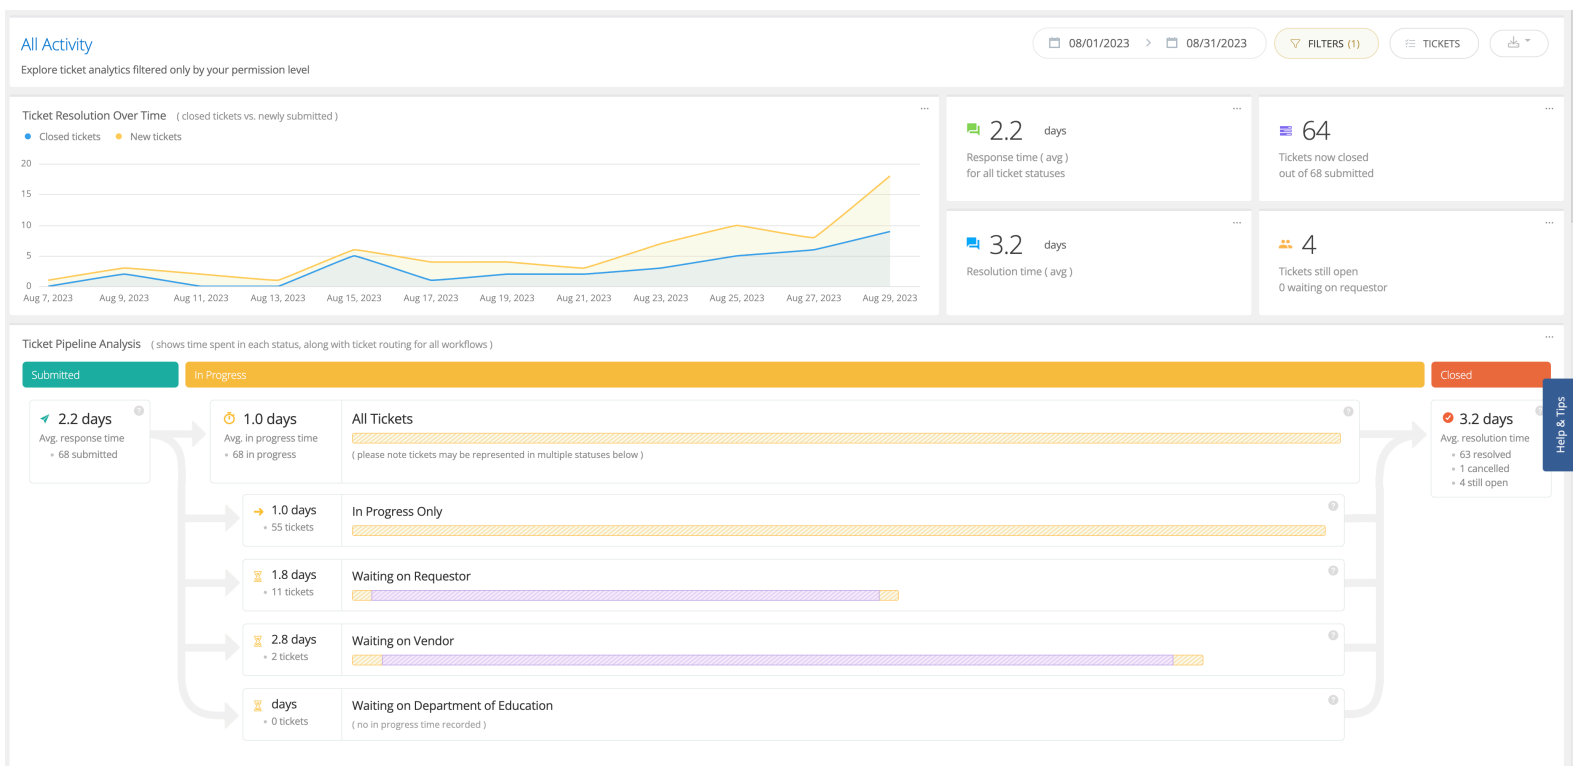 All Activity
Explore ticket analytics filtered only by your permission level
08/01/2023 > 08/31/2023
FILTERS (1)
TICKETS
Ticket Resolution Over Time ( closed tickets vs. newly submitted )
...
Closed tickets New tickets
20
15
10
5
0
Aug 7, 2023 Aug 9, 2023 Aug 11, 2023 Aug 13, 2023 Aug 15, 2023 Aug 17, 2023 Aug 19, 2023 Aug 21, 2023 Aug 23, 2023 Aug 25, 2023 Aug 27, 2023 Aug 29, 2023
...
2.2 days
Response time ( avg )
for all ticket statuses
...
64
Tickets now closed
out of 68 submitted
...
3.2 days
Resolution time ( avg )
...
4
Tickets still open
0 waiting on requestor
Ticket Pipeline Analysis ( shows time spent in each status, along with ticket routing for all workflows )
...
Submitted
In Progress
Closed
2.2 days
?
Avg. response time
68 submitted
1.0 days
Avg. in progress time
68 in progress
All Tickets
?
( please note tickets may be represented in multiple statuses below )
3.2 days
?
Avg. resolution time
63 resolved
1 cancelled
4 still open
Help & Tips
1.0 days
55 tickets
In Progress Only
?
1.8 days
11 tickets
Waiting on Requestor
?
2.8 days
2 tickets
Waiting on Vendor
?
days
0 tickets
Waiting on Department of Education
?
( no in progress time recorded )